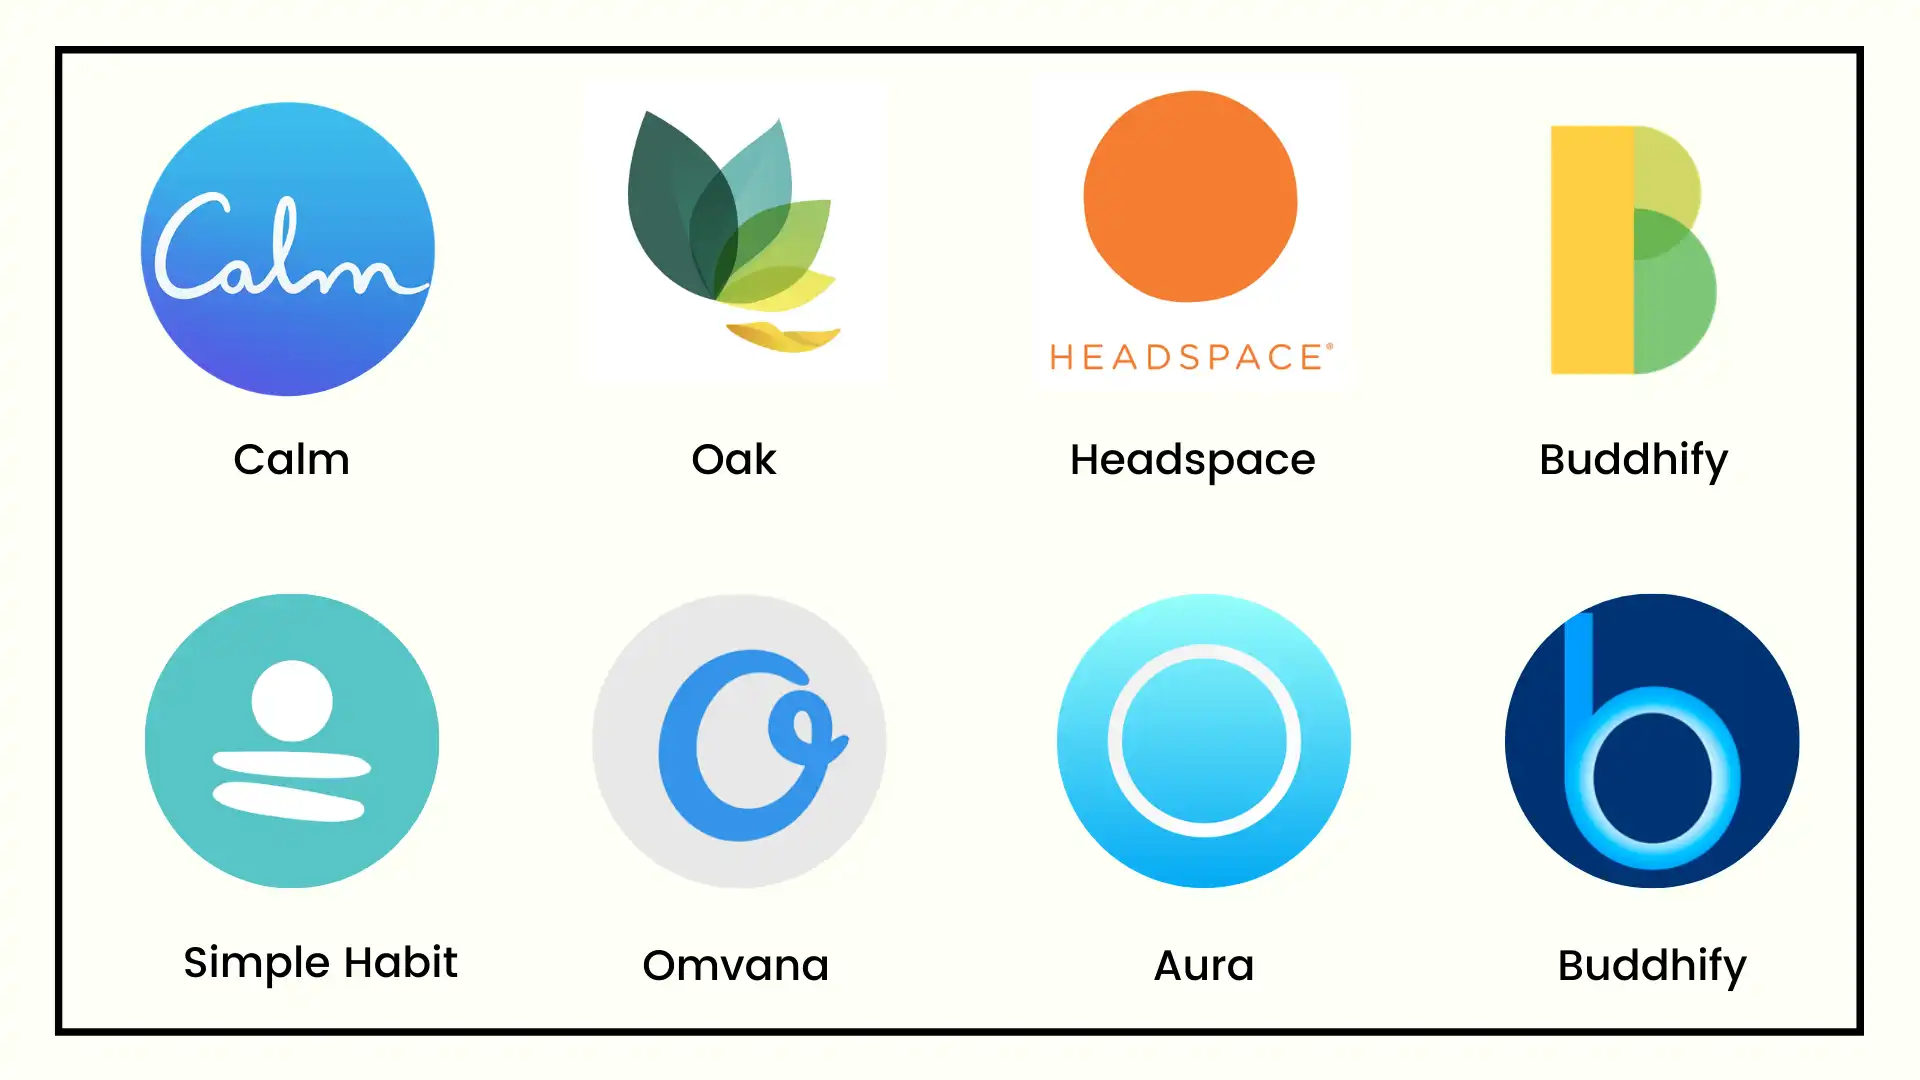 Calm
HEADSPACE®
Calm
Oak
Headspace
Buddhify
Simple Habit
Omvana
Aura
Buddhify